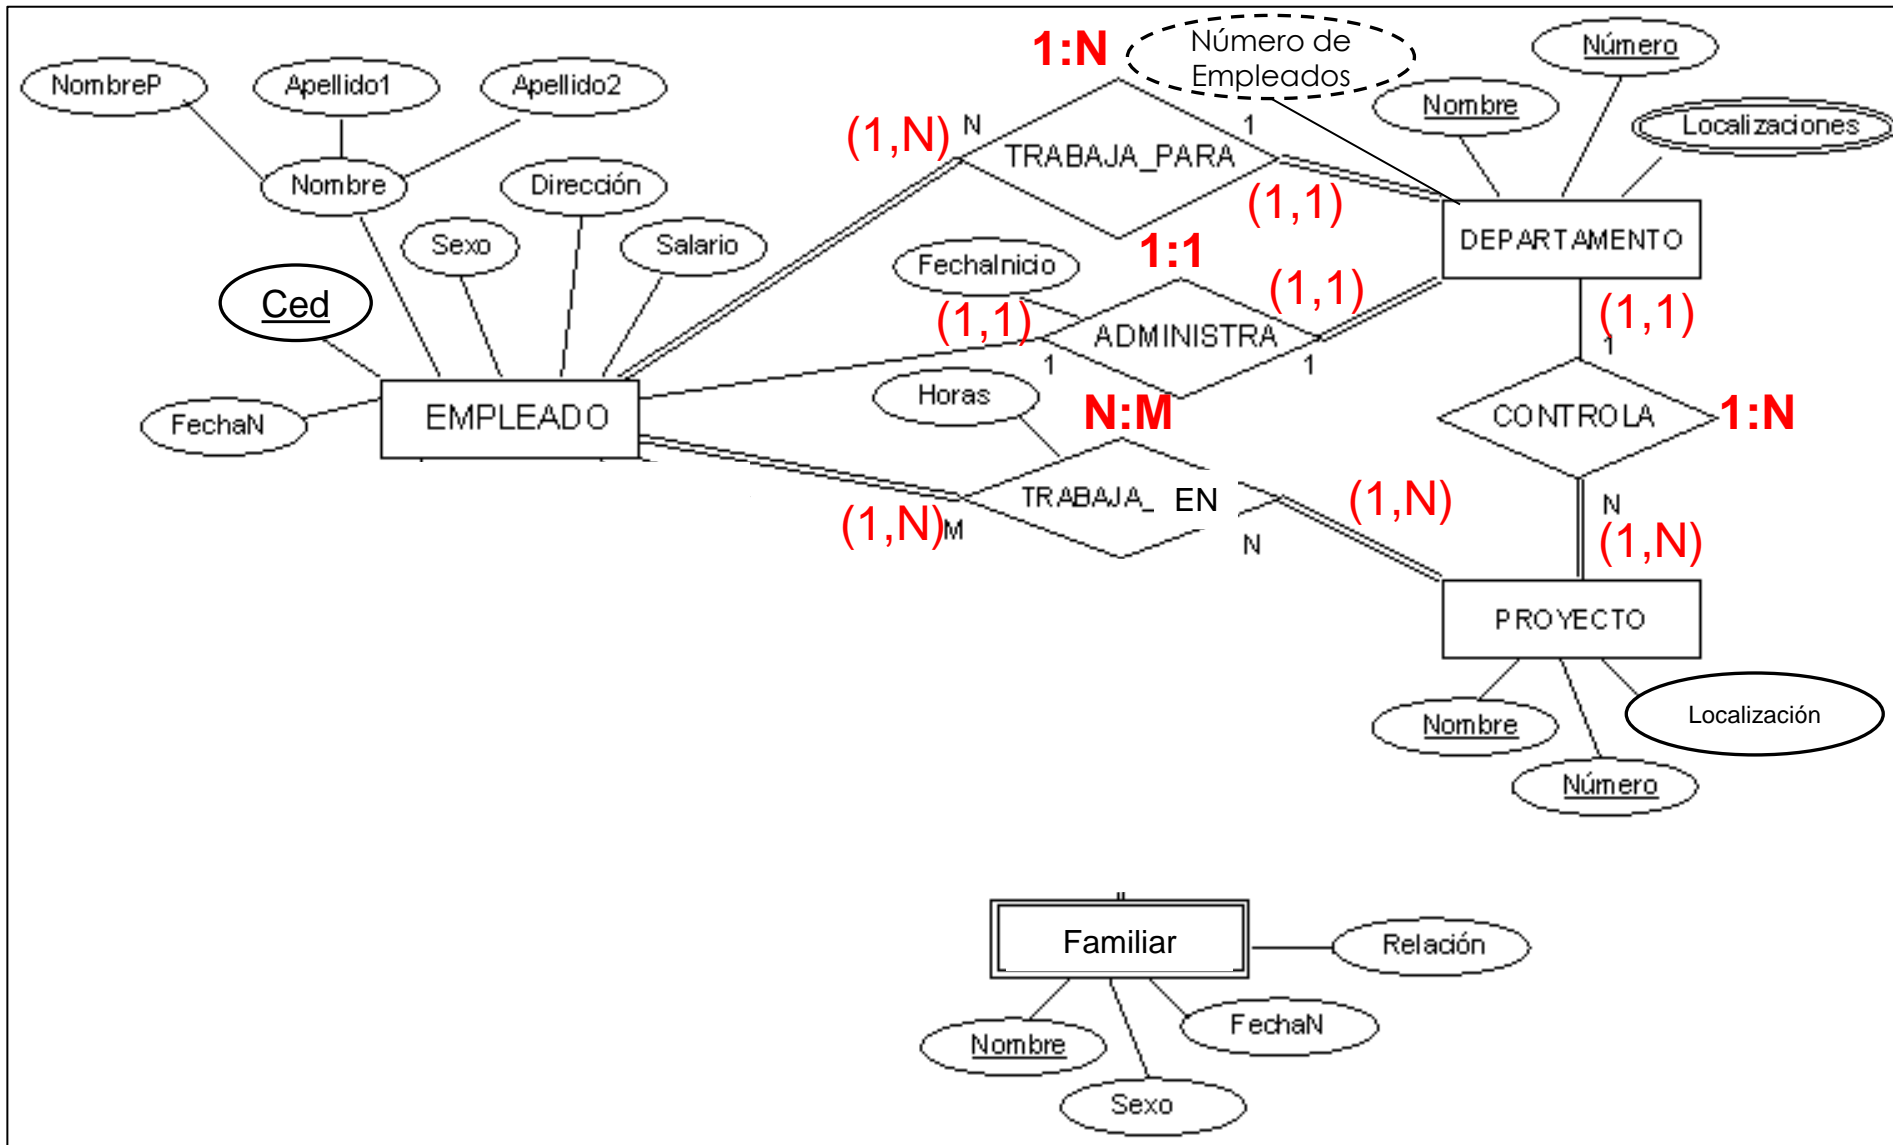 1:N
Número de
Empleados
Número
NombreP
Apellido1
Apellido2
Nombre
Localizaciones
(1,N)
N
1
TRABAJA_PARA
Nombre
Dirección
(1,1)
Sexo
Salario
DEPARTAMENTO
FechaInicio
1:1
(1,1)
Ced
(1,1)
ADMINISTRA
(1,1)
1
1
1
Horas
N:M
CONTROLA
1:N
EMPLEADO
FechaN
TRABAJA_
EN
(1,N)
(1,N)
M
N
N
(1,N)
PROYECTO
Nombre
Localización
Número
Familiar
Relación
Nombre
FechaN
Sexo